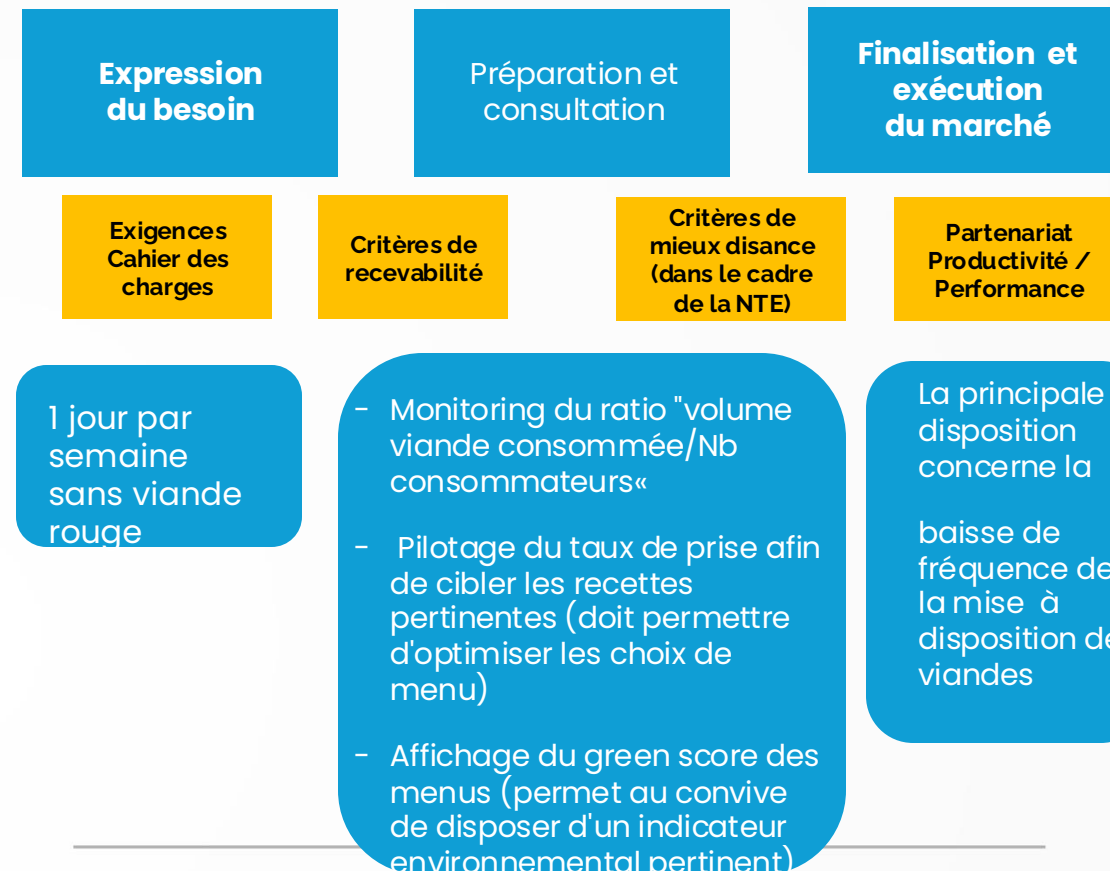 Expression
du besoin
Préparation et
consultation
Finalisation et
exécution
du marché
Exigences
Cahier des
charges
Critères de
recevabilité
Critères de
mieux disance
(dans le cadre
de la NTE)
Partenariat
Productivité /
Performance
1 jour par
semaine
sans viande
rouge
- Monitoring du ratio "volume
viande consommée/Nb
consommateurs«
- Pilotage du taux de prise afin
de cibler les recettes
pertinentes (doit permettre
d'optimiser les choix de
menu)
- Affichage du green score des
menus (permet au convive
de disposer d'un indicateur
environnemental pertinent)
La principale
disposition
concerne la
baisse de
fréquence de
la mise à
disposition de
viandes